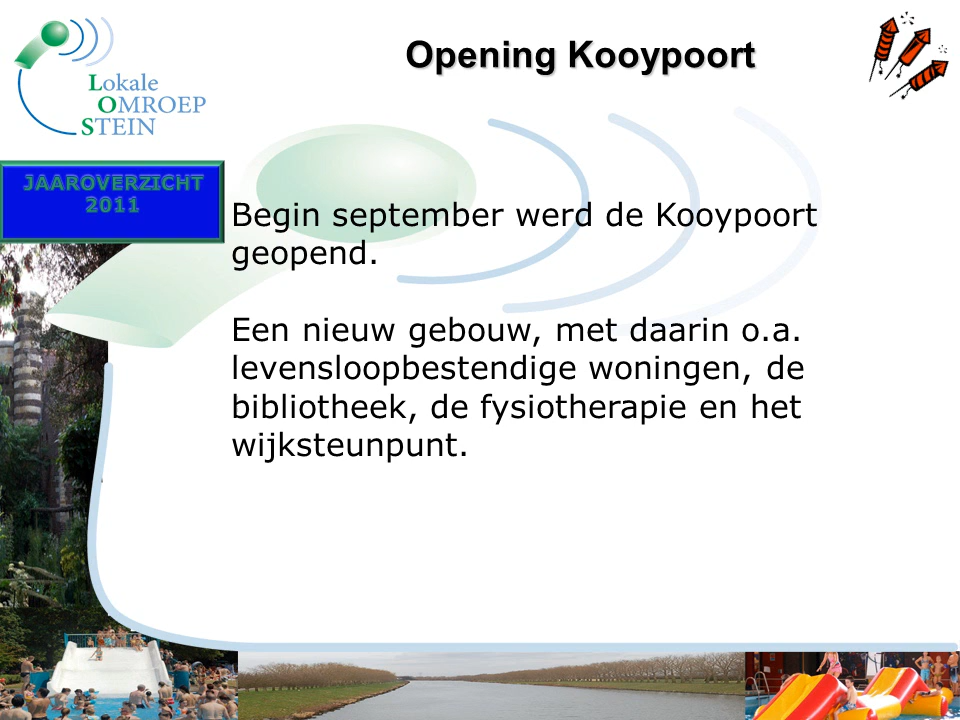 Opening Kooypoort
Lokale
OMROEP
STEIN
JAAROVERZICHT
2011
Begin september werd de Kooypoort
geopend.
Een nieuw gebouw, met daarin o.a.
levensloopbestendige woningen, de
bibliotheek, de fysiotherapie en het
wijksteunpunt.